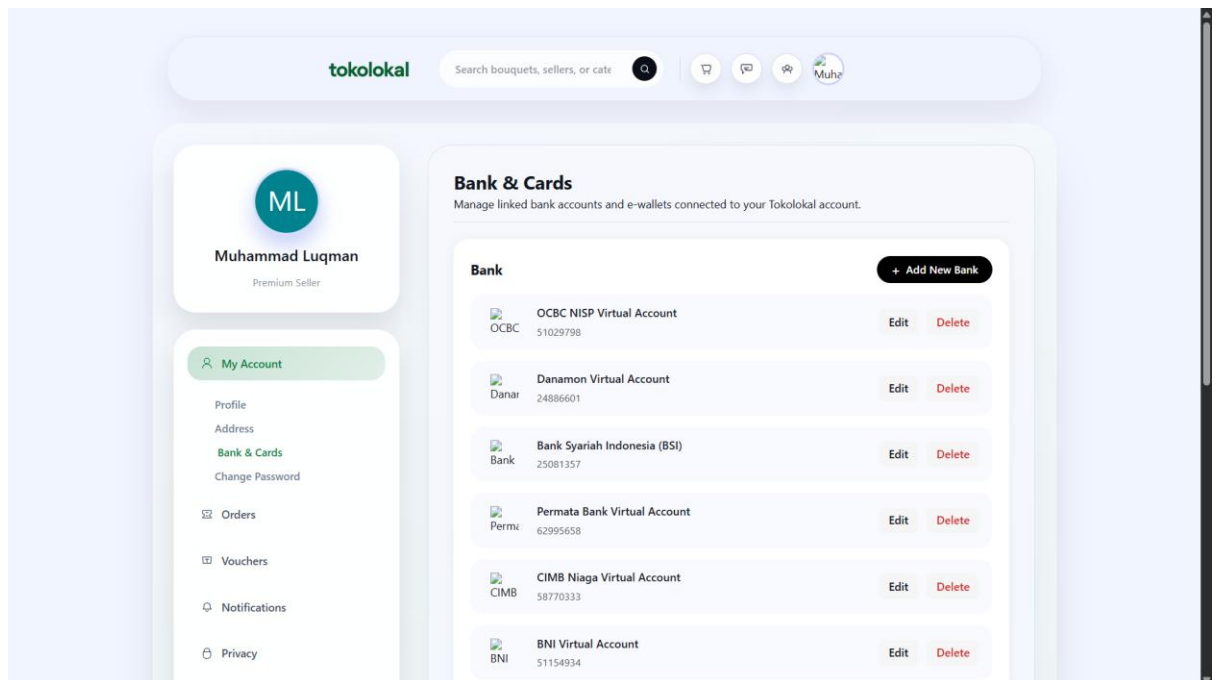 tokolokal
Search bouquets, sellers, or cate
Muha
ML
Muhammad Luqman
Premium Seller
My Account
Profile
Address
Bank & Cards
Change Password
Orders
Vouchers
Notifications
Privacy
Bank & Cards
Manage linked bank accounts and e-wallets connected to your Tokolokal account.
Bank
+ Add New Bank
OCBC
OCBC NISP Virtual Account
51029798
Edit
Delete
Danar
Danamon Virtual Account
24886601
Edit
Delete
Bank
Bank Syariah Indonesia (BSI)
25081357
Edit
Delete
Perma
Permata Bank Virtual Account
62995658
Edit
Delete
CIMB
CIMB Niaga Virtual Account
58770333
Edit
Delete
BNI
BNI Virtual Account
51154934
Edit
Delete